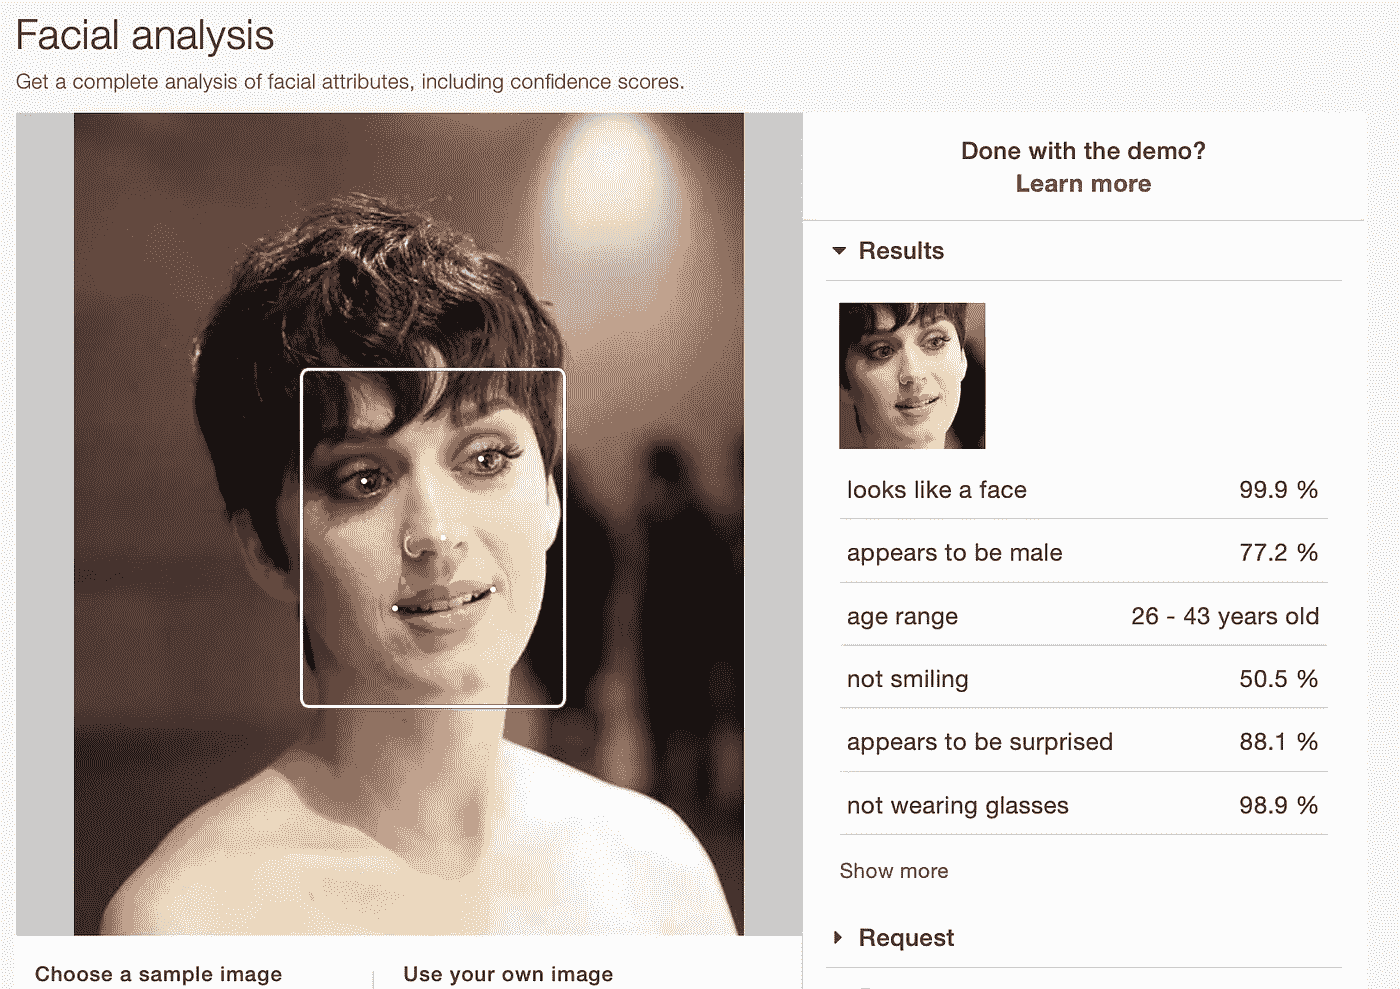 Facial analysis
Get a complete analysis of facial attributes, including confidence scores.
Done with the demo?
Learn more
Results
looks like a face 99.9 %
appears to be male 77.2 %
age range 26 - 43 years old
not smiling 50.5 %
appears to be surprised 88.1 %
not wearing glasses 98.9 %
Show more
Request
Choose a sample image
Use your own image